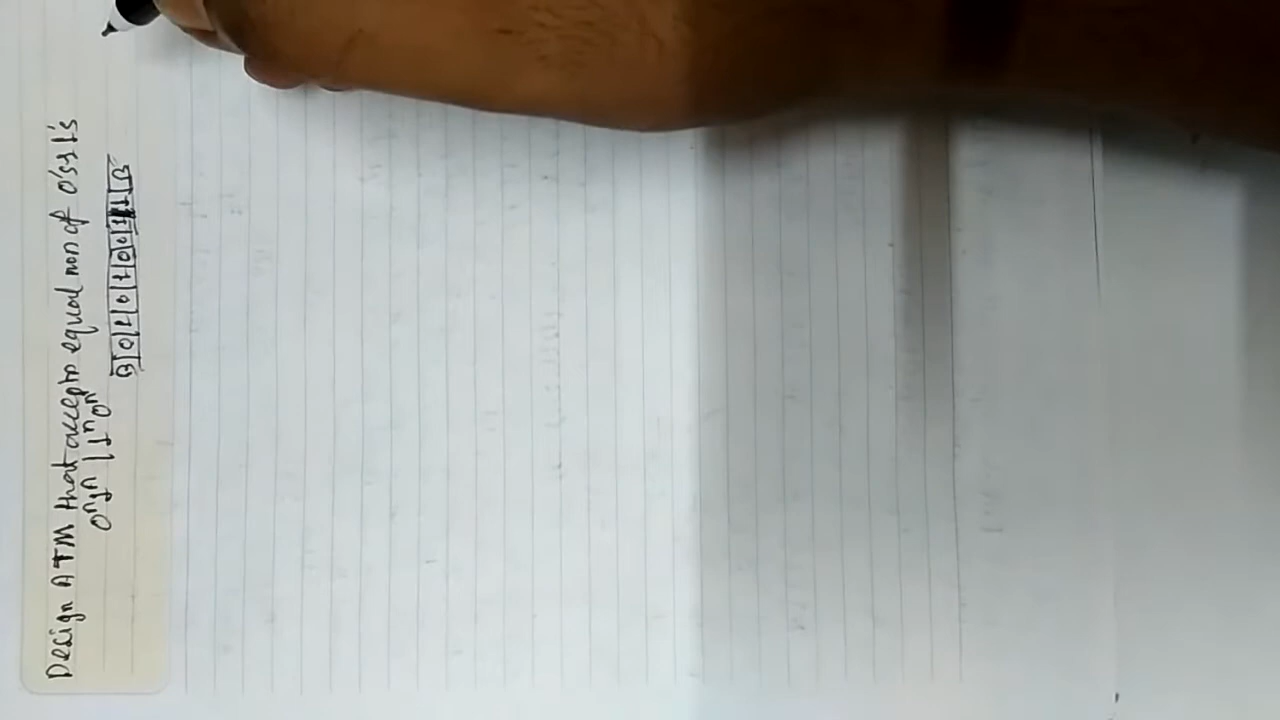 Design A TM that accepts equal no of 0's & 1's
0ⁿ1ⁿ | 1ⁿ0ⁿ
B 0 1 0 1 0 0 1 1 B